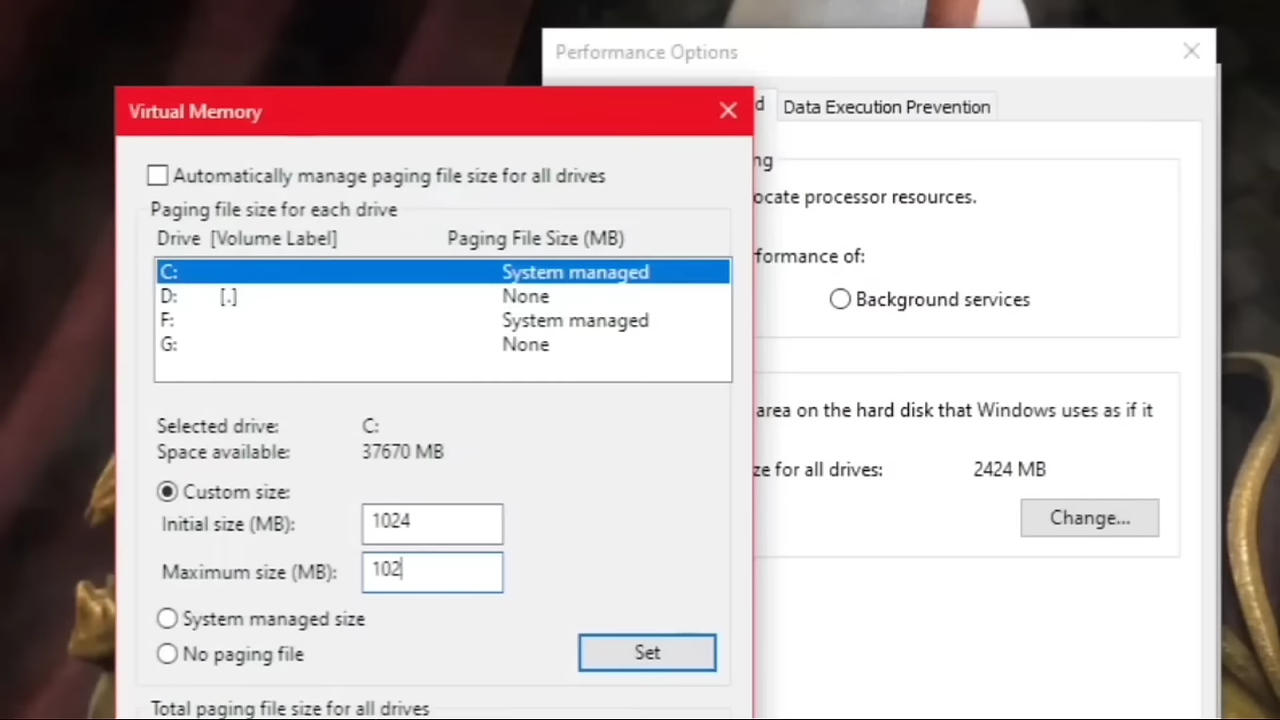 Performance Options
Virtual Memory
d
Data Execution Prevention
Automatically manage paging file size for all drives
ng
Paging file size for each drive
ocate processor resources.
Drive [Volume Label] Paging File Size (MB)
C: System managed
formance of:
D: [.] None
Background services
F: System managed
G: None
area on the hard disk that Windows uses as if it
Selected drive: C:
Space available: 37670 MB
ze for all drives: 2424 MB
Custom size:
Initial size (MB): 1024
Change...
Maximum size (MB): 102
System managed size
No paging file
Set
Total paging file size for all drives